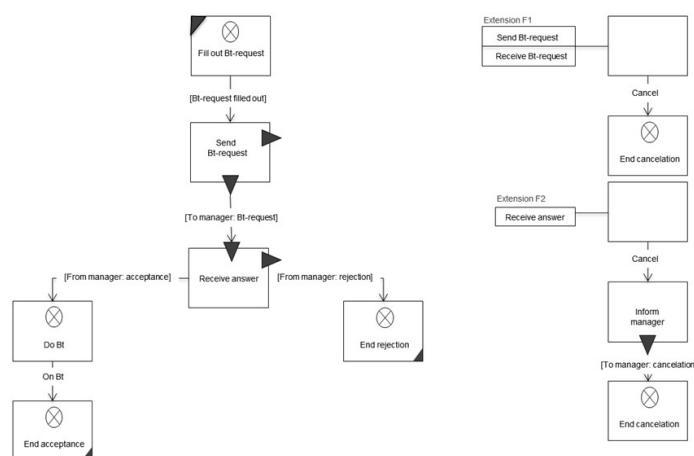 Fill out Bt-request
[Bt-request filled out]
Send
Bt-request
[To manager: Bt-request]
Receive answer
[From manager: acceptance]
[From manager: rejection]
Do Bt
End rejection
On Bt
End acceptance
Extension F1
Send Bt-request
Receive Bt-request
Cancel
End cancelation
Extension F2
Receive answer
Cancel
Inform
manager
[To manager: cancelation
End cancelation